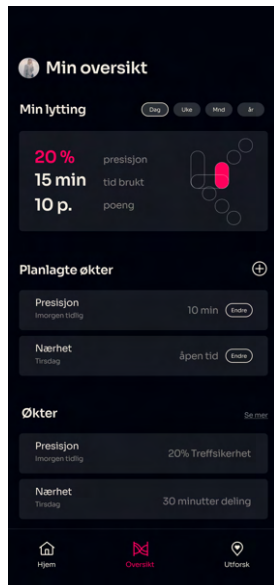 Min oversikt
Min lytting
Dag Uke Mnd år
20 % presisjon
15 min tid brukt
10 p. poeng
Planlagte økter
Presisjon
Imorgen tidlig
10 min Endre
Nærhet
Tirsdag
åpen tid Endre
Økter Se mer
Presisjon
Imorgen tidlig
20% Treffsikerhet
Nærhet
Tirsdag
30 minutter deling
Hjem Oversikt Utforsk